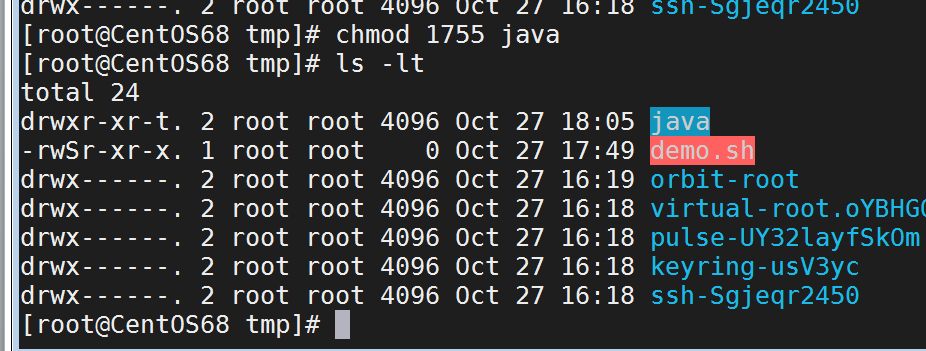 drwx------. 2 root root 4096 Oct 27 16:18 ssh-Sgjeqr2450
[root@CentOS68 tmp]# chmod 1755 java
[root@CentOS68 tmp]# ls -lt
total 24
drwxr-xr-t. 2 root root 4096 Oct 27 18:05 java
-rwSr-xr-x. 1 root root    0 Oct 27 17:49 demo.sh
drwx------. 2 root root 4096 Oct 27 16:19 orbit-root
drwx------. 2 root root 4096 Oct 27 16:18 virtual-root.oYBHG
drwx------. 2 root root 4096 Oct 27 16:18 pulse-UY32layfSkOm
drwx------. 2 root root 4096 Oct 27 16:18 keyring-usV3yc
drwx------. 2 root root 4096 Oct 27 16:18 ssh-Sgjeqr2450
[root@CentOS68 tmp]#